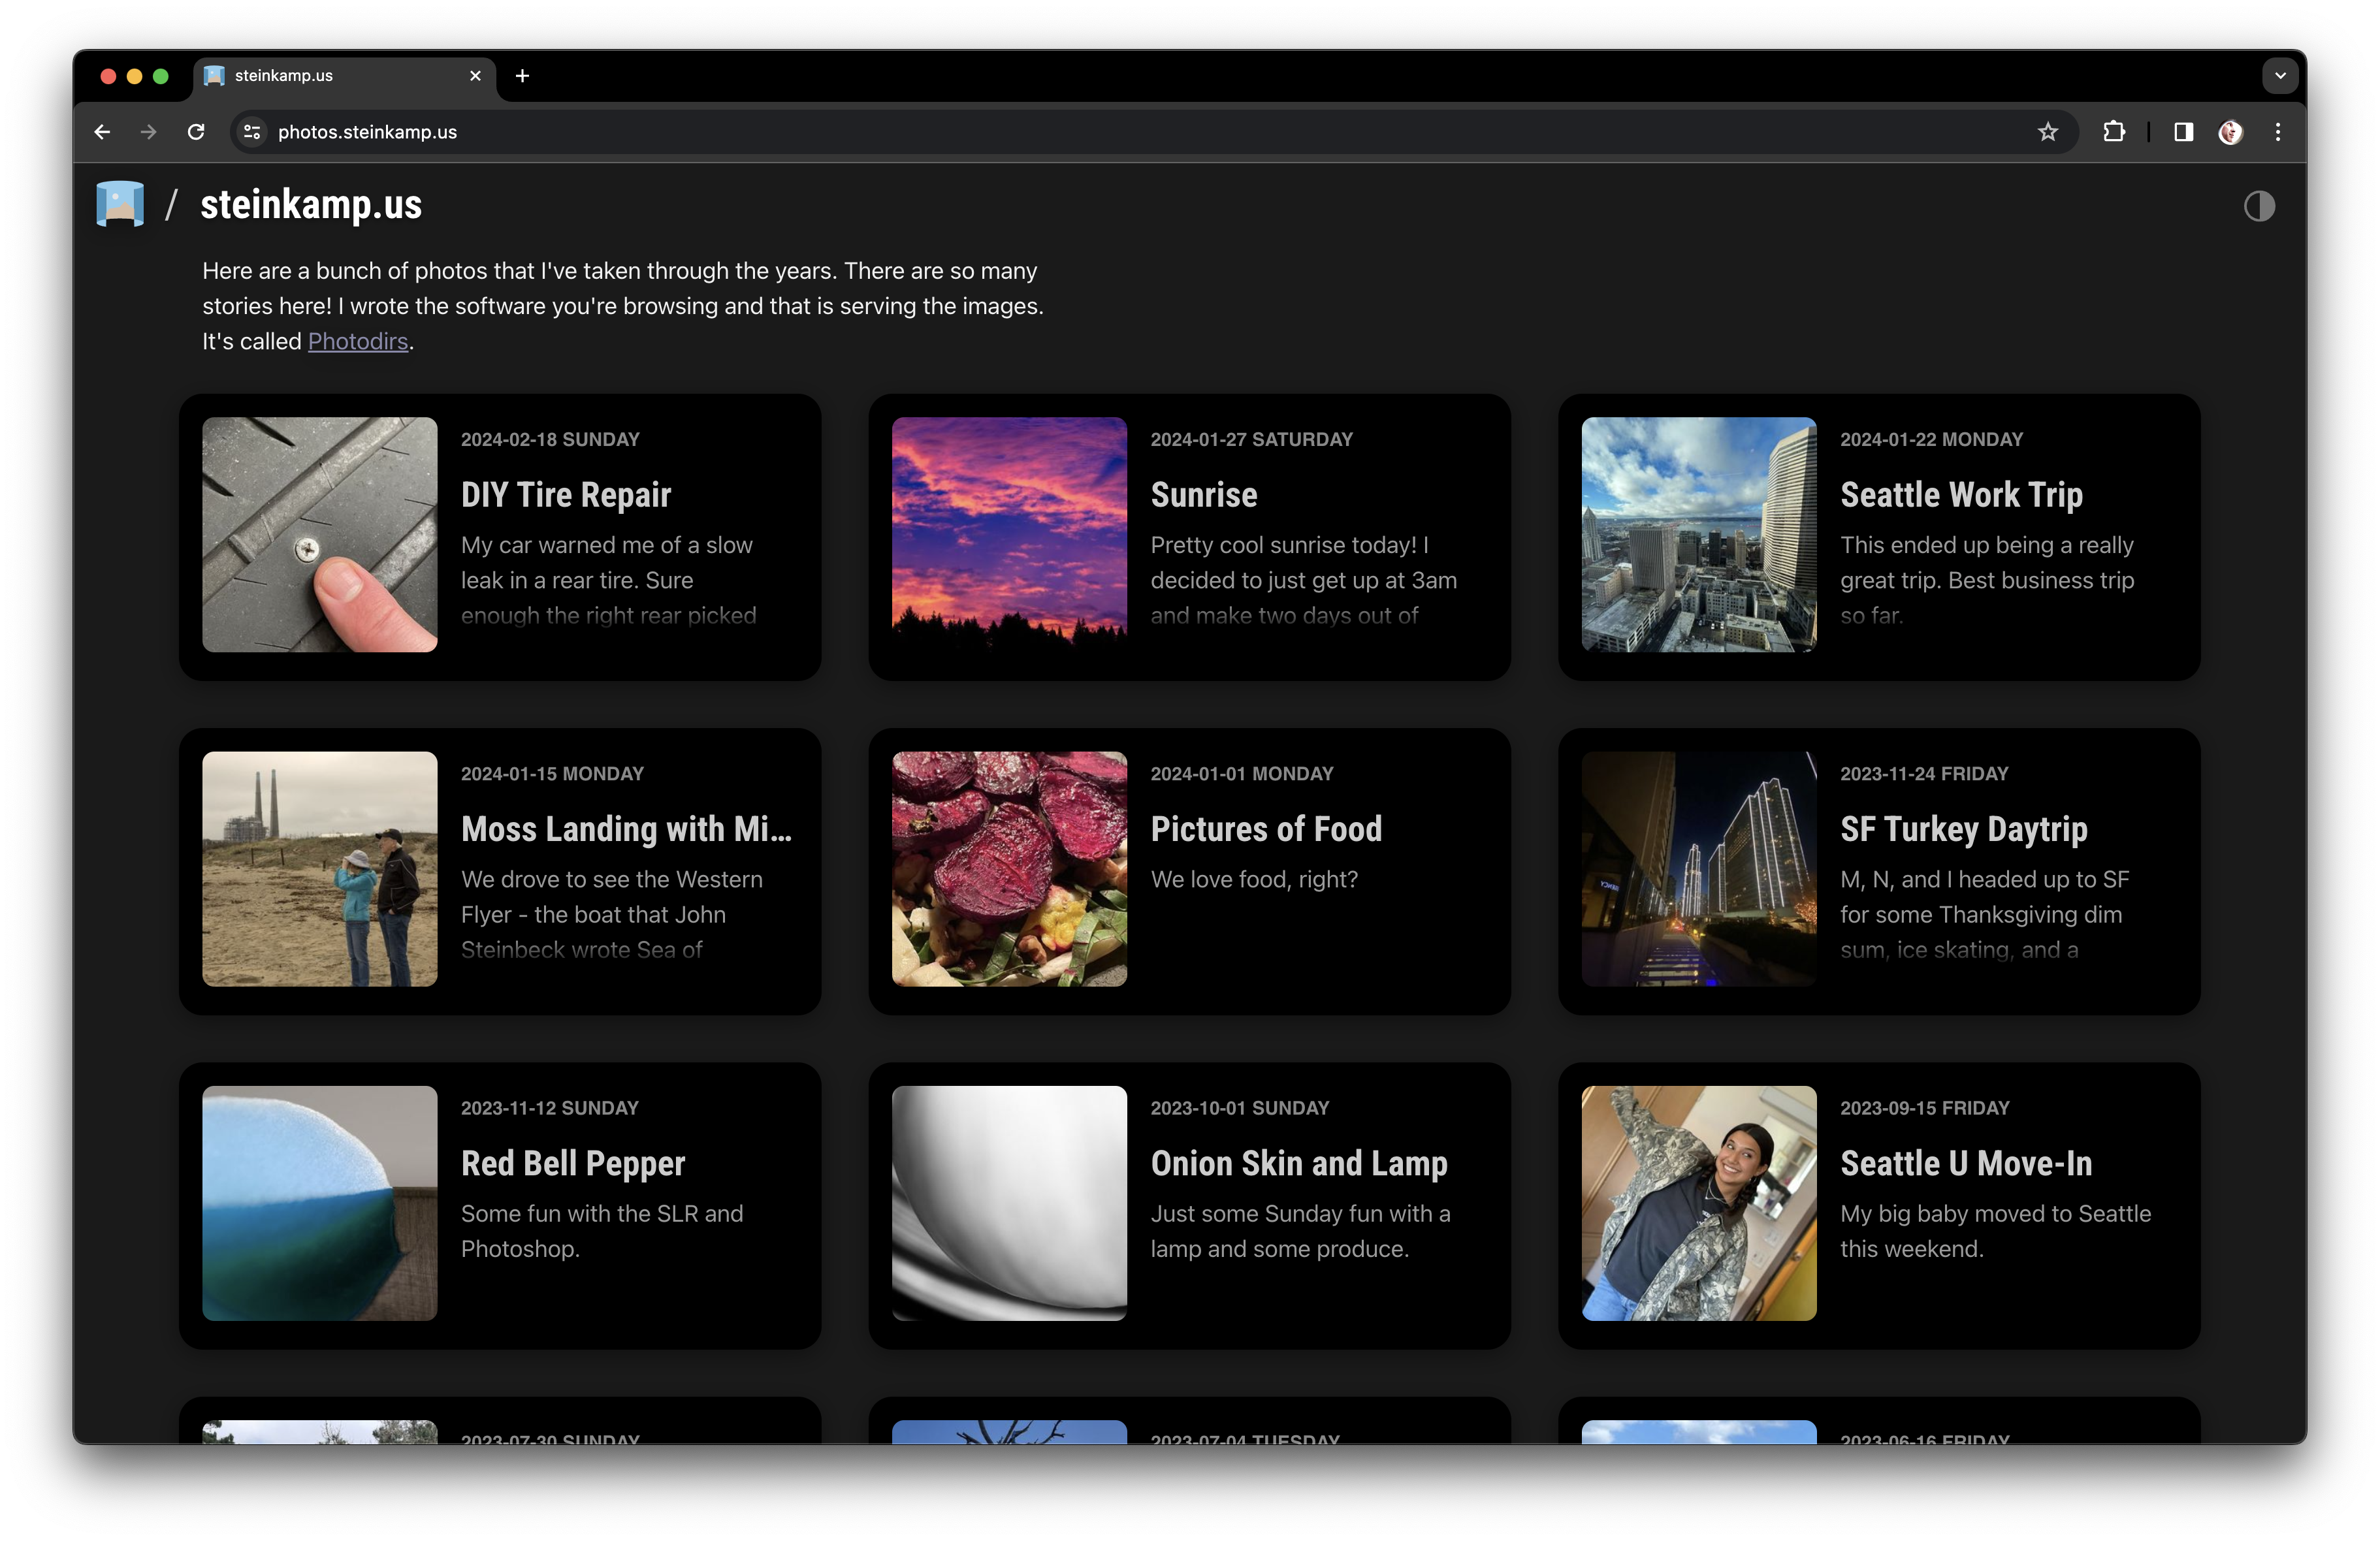 steinkamp.us
photos.steinkamp.us
/ steinkamp.us
Here are a bunch of photos that I've taken through the years. There are so many
stories here! I wrote the software you're browsing and that is serving the images.
It's called Photodirs.
2024-02-18 SUNDAY
DIY Tire Repair
My car warned me of a slow
leak in a rear tire. Sure
enough the right rear picked
2024-01-27 SATURDAY
Sunrise
Pretty cool sunrise today! I
decided to just get up at 3am
and make two days out of
2024-01-22 MONDAY
Seattle Work Trip
This ended up being a really
great trip. Best business trip
so far.
2024-01-15 MONDAY
Moss Landing with Mi...
We drove to see the Western
Flyer - the boat that John
Steinbeck wrote Sea of
2024-01-01 MONDAY
Pictures of Food
We love food, right?
2023-11-24 FRIDAY
SF Turkey Daytrip
M, N, and I headed up to SF
for some Thanksgiving dim
sum, ice skating, and a
2023-11-12 SUNDAY
Red Bell Pepper
Some fun with the SLR and
Photoshop.
2023-10-01 SUNDAY
Onion Skin and Lamp
Just some Sunday fun with a
lamp and some produce.
2023-09-15 FRIDAY
Seattle U Move-In
My big baby moved to Seattle
this weekend.
2023-07-30 SUNDAY
2023-07-04 TUESDAY
2023-06-16 FRIDAY